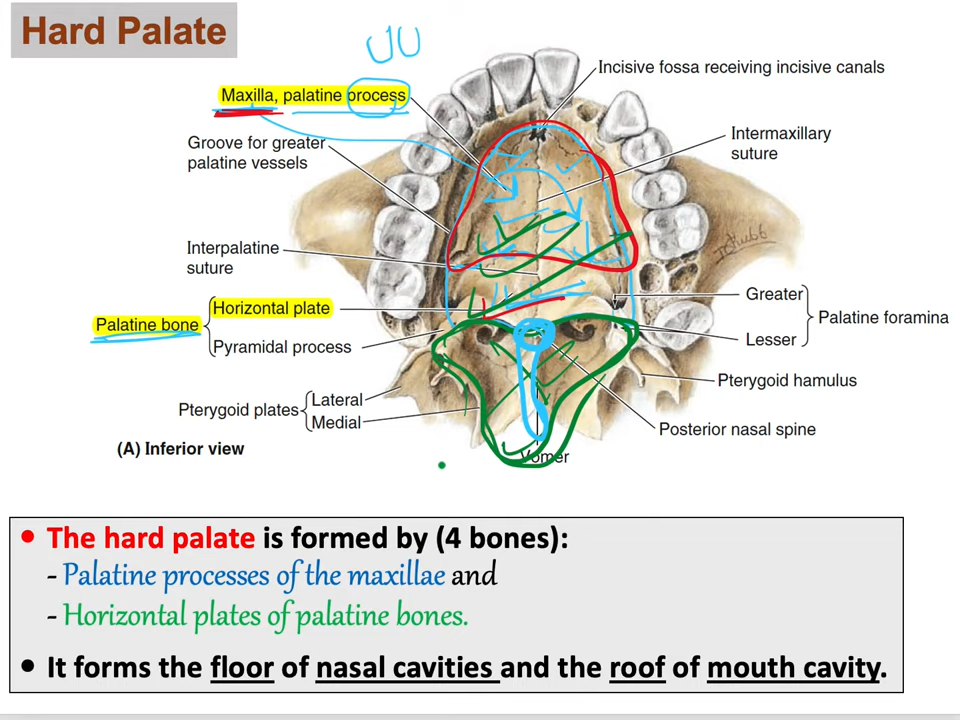 Hard Palate
Incisive fossa receiving incisive canals
Maxilla, palatine process
Groove for greater
palatine vessels
Intermaxillary
suture
Interpalatine
suture
Palatine bone
Horizontal plate
Pyramidal process
Greater
Lesser
Palatine foramina
Pterygoid hamulus
Pterygoid plates
Lateral
Medial
Posterior nasal spine
(A) Inferior view
Vomer
• The hard palate is formed by (4 bones):
- Palatine processes of the maxillae and
- Horizontal plates of palatine bones.
• It forms the floor of nasal cavities and the roof of mouth cavity.